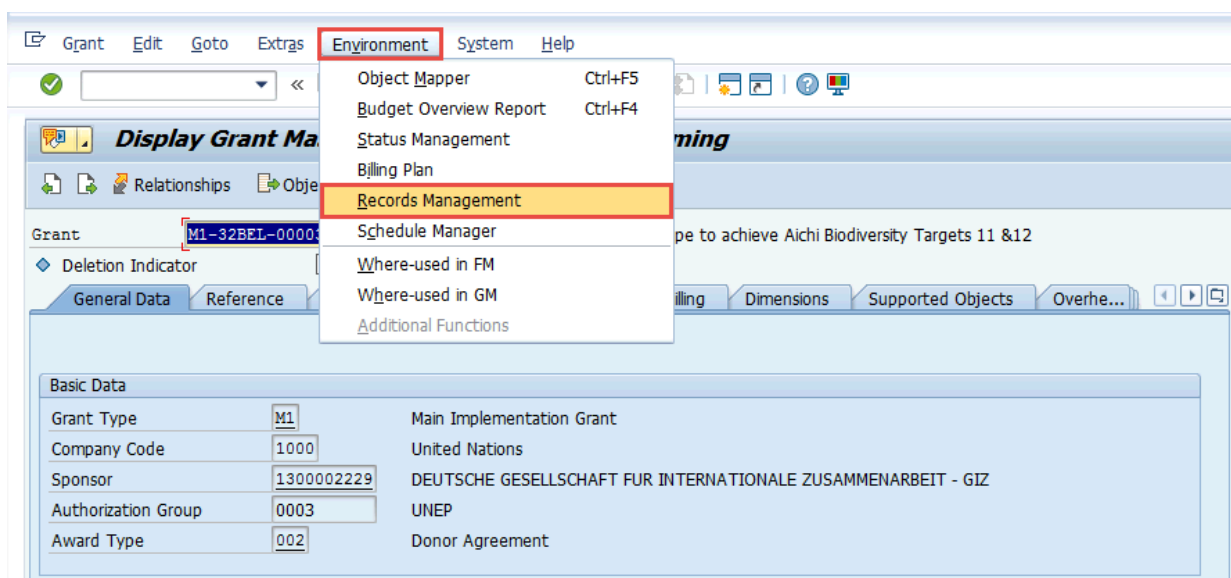 Grant Edit Goto Extras Environment System Help
«
Object Mapper Ctrl+F5
Budget Overview Report Ctrl+F4
Status Management
Billing Plan
Records Management
Schedule Manager
Where-used in FM
Where-used in GM
Additional Functions
Display Grant Ma ming
Relationships Obje
Grant M1-32BEL-00003 pe to achieve Aichi Biodiversity Targets 11 &12
Deletion Indicator
General Data Reference illing Dimensions Supported Objects Overhe...
Basic Data
Grant Type M1 Main Implementation Grant
Company Code 1000 United Nations
Sponsor 1300002229 DEUTSCHE GESELLSCHAFT FUR INTERNATIONALE ZUSAMMENARBEIT - GIZ
Authorization Group 0003 UNEP
Award Type 002 Donor Agreement